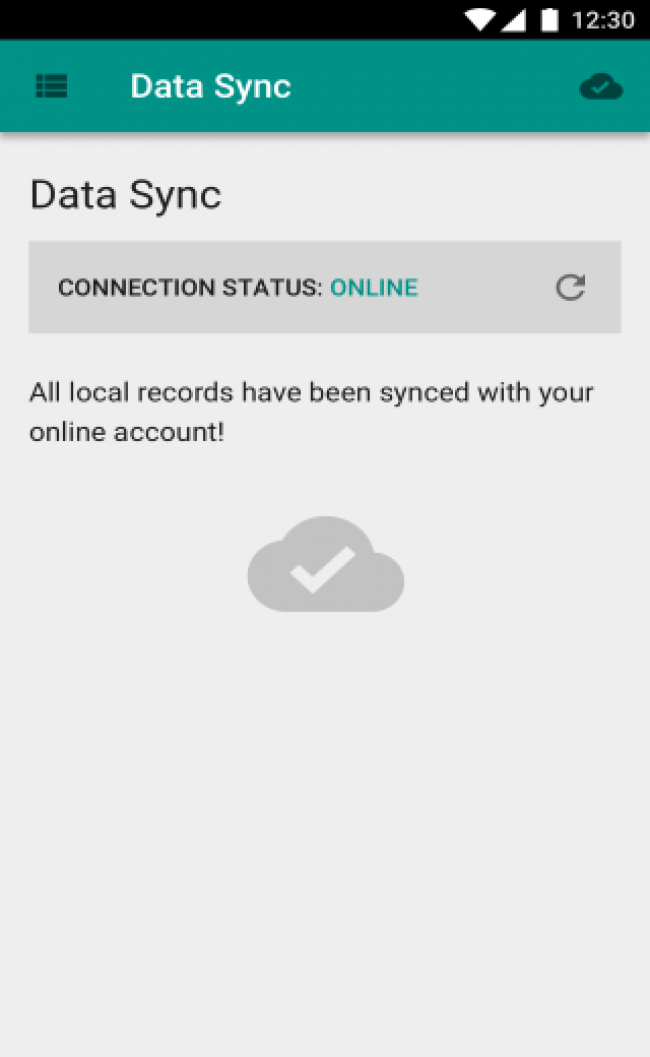 12:30
Data Sync
Data Sync
CONNECTION STATUS: ONLINE
All local records have been synced with your
online account!